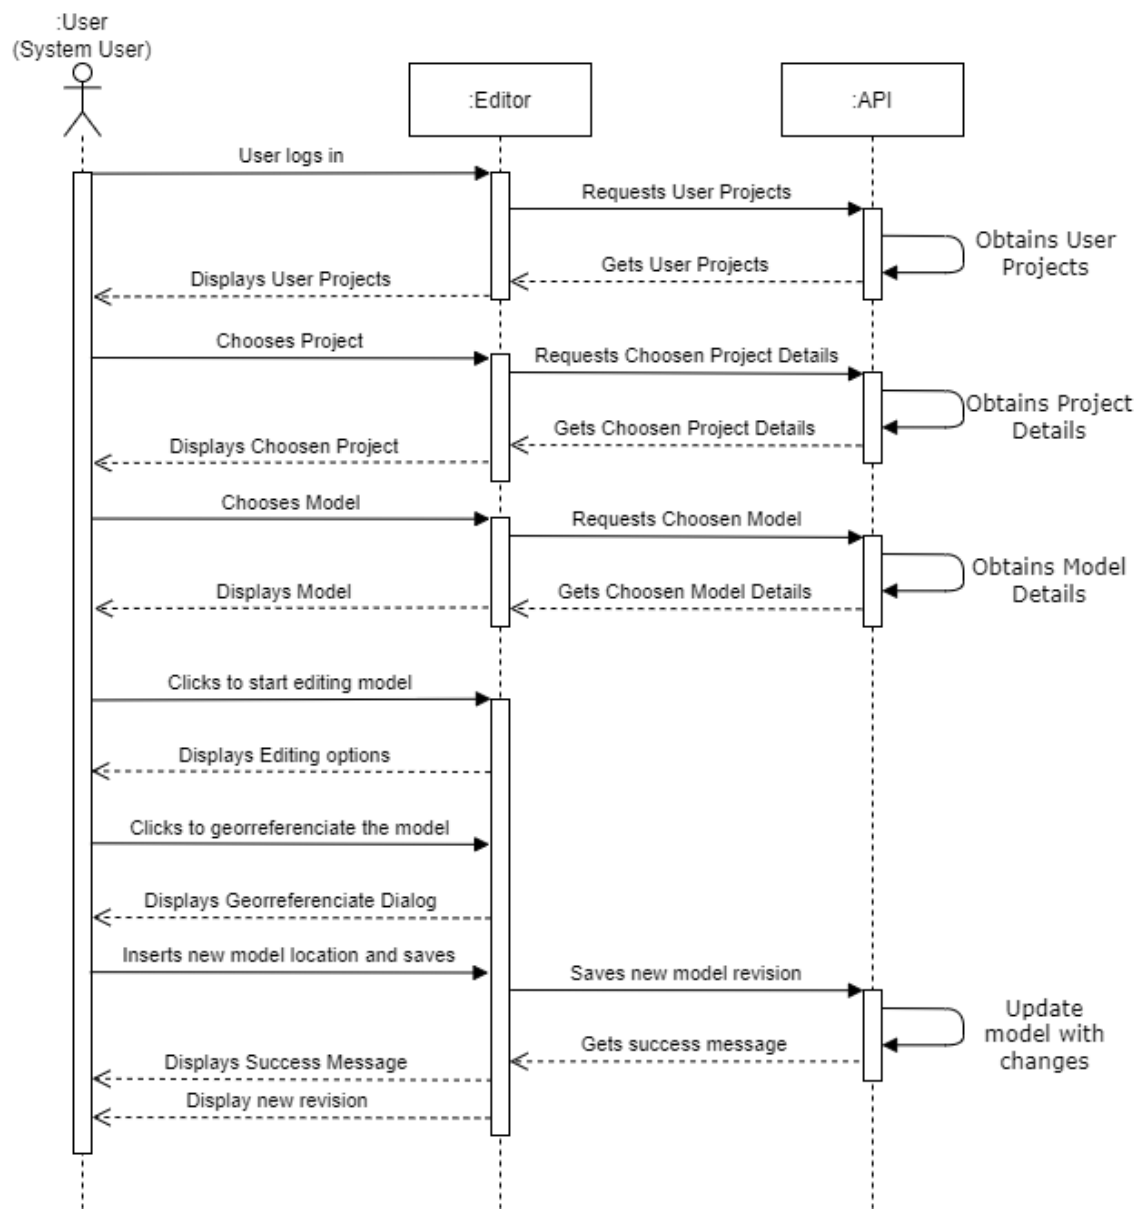 :User
(System User)
:Editor
:API
User logs in
Requests User Projects
Obtains User
Projects
Gets User Projects
Displays User Projects
Chooses Project
Requests Choosen Project Details
Obtains Project
Details
Gets Choosen Project Details
Displays Choosen Project
Chooses Model
Requests Choosen Model
Obtains Model
Details
Gets Choosen Model Details
Displays Model
Clicks to start editing model
Displays Editing options
Clicks to georreferenciate the model
Displays Georreferenciate Dialog
Inserts new model location and saves
Saves new model revision
Update
model with
changes
Gets success message
Displays Success Message
Display new revision